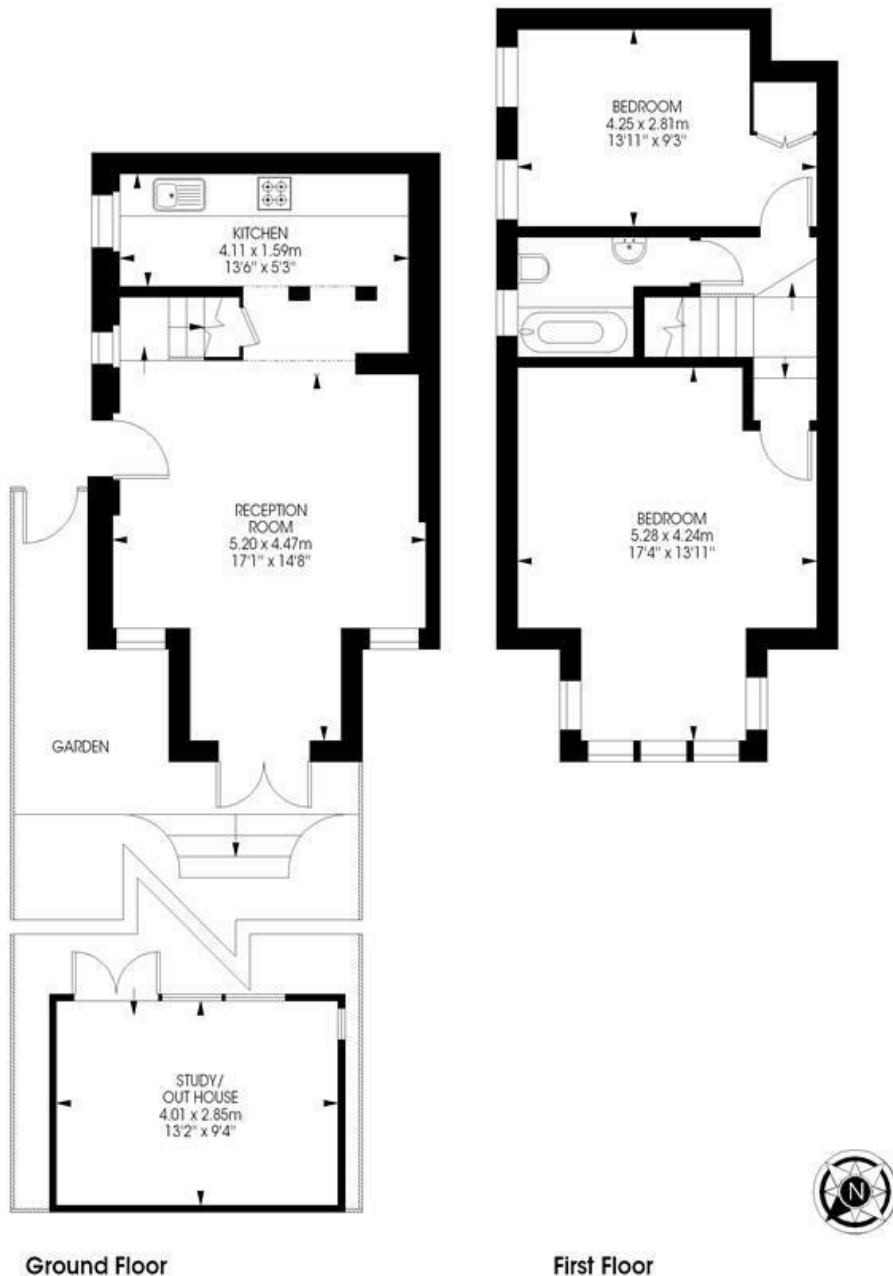 KITCHEN
4.11 x 1.59m
13'6" x 5'3"
RECEPTION
ROOM
5.20 x 4.47m
17'1" x 14'8"
GARDEN
STUDY/
OUT HOUSE
4.01 x 2.85m
13'2" x 9'4"
Ground Floor
BEDROOM
4.25 x 2.81m
13'11" x 9'3"
BEDROOM
5.28 x 4.24m
17'4" x 13'11"
First Floor
N